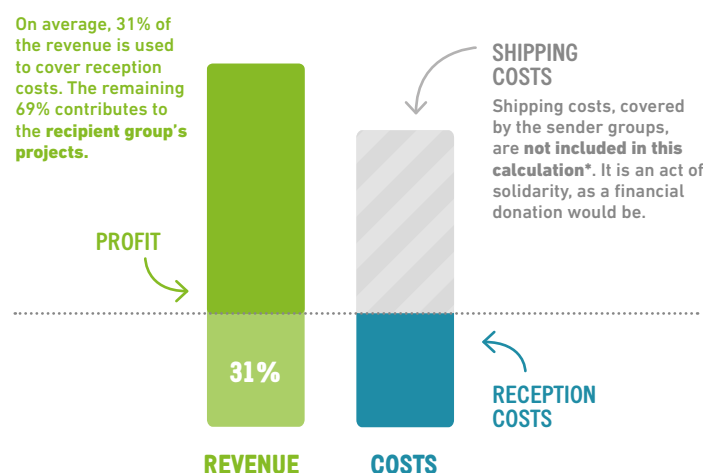 On average, 31% of
the revenue is used
to cover reception
costs. The remaining
69% contributes to
the recipient group's
projects.
SHIPPING
COSTS
Shipping costs, covered
by the sender groups,
are not included in this
calculation*. It is an act of
solidarity, as a financial
donation would be.
PROFIT
31%
RECEPTION
COSTS
REVENUE
COSTS